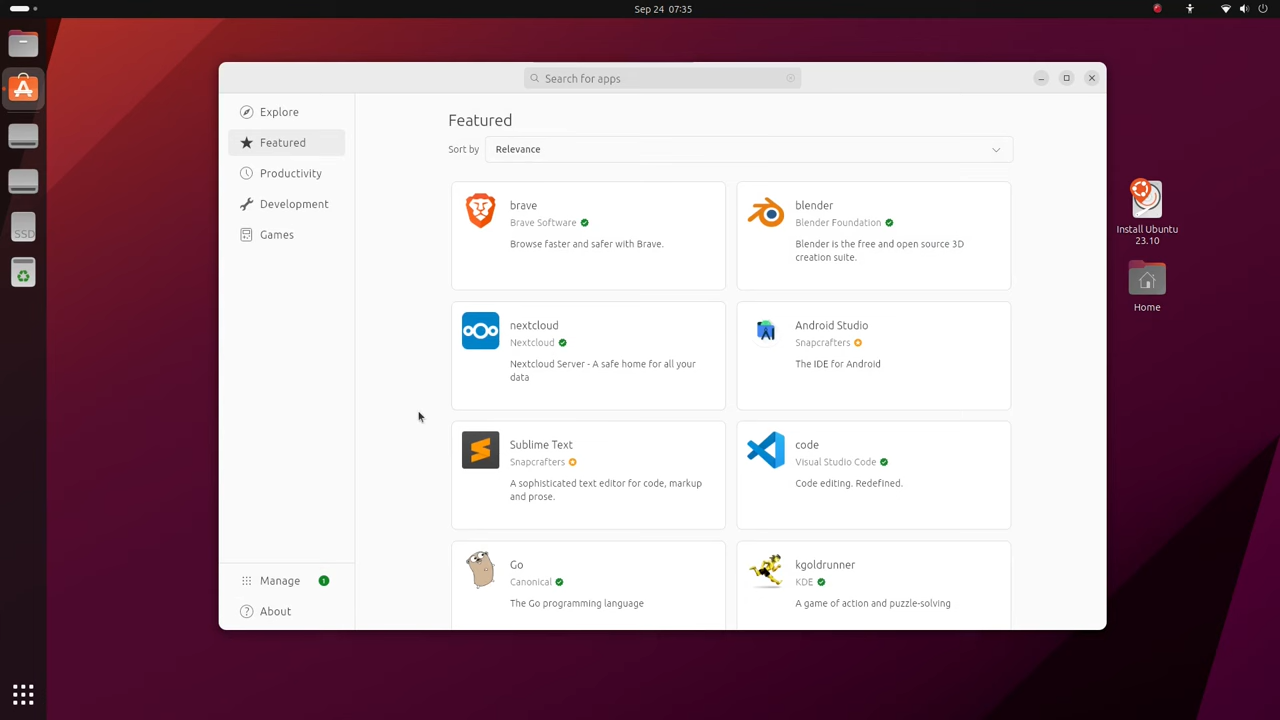 Sep 24 07:35
Search for apps
Explore
Featured
Productivity
Development
Games
Manage
1
About
Featured
Sort by
Relevance
brave
Brave Software
Browse faster and safer with Brave.
blender
Blender Foundation
Blender is the free and open source 3D
creation suite.
nextcloud
Nextcloud
Nextcloud Server - A safe home for all your
data
Android Studio
Snapcrafters
The IDE for Android
Sublime Text
Snapcrafters
A sophisticated text editor for code, markup
and prose.
code
Visual Studio Code
Code editing. Redefined.
Go
Canonical
The Go programming language
kgoldrunner
KDE
A game of action and puzzle-solving
SSD
Install Ubuntu
23.10
Home